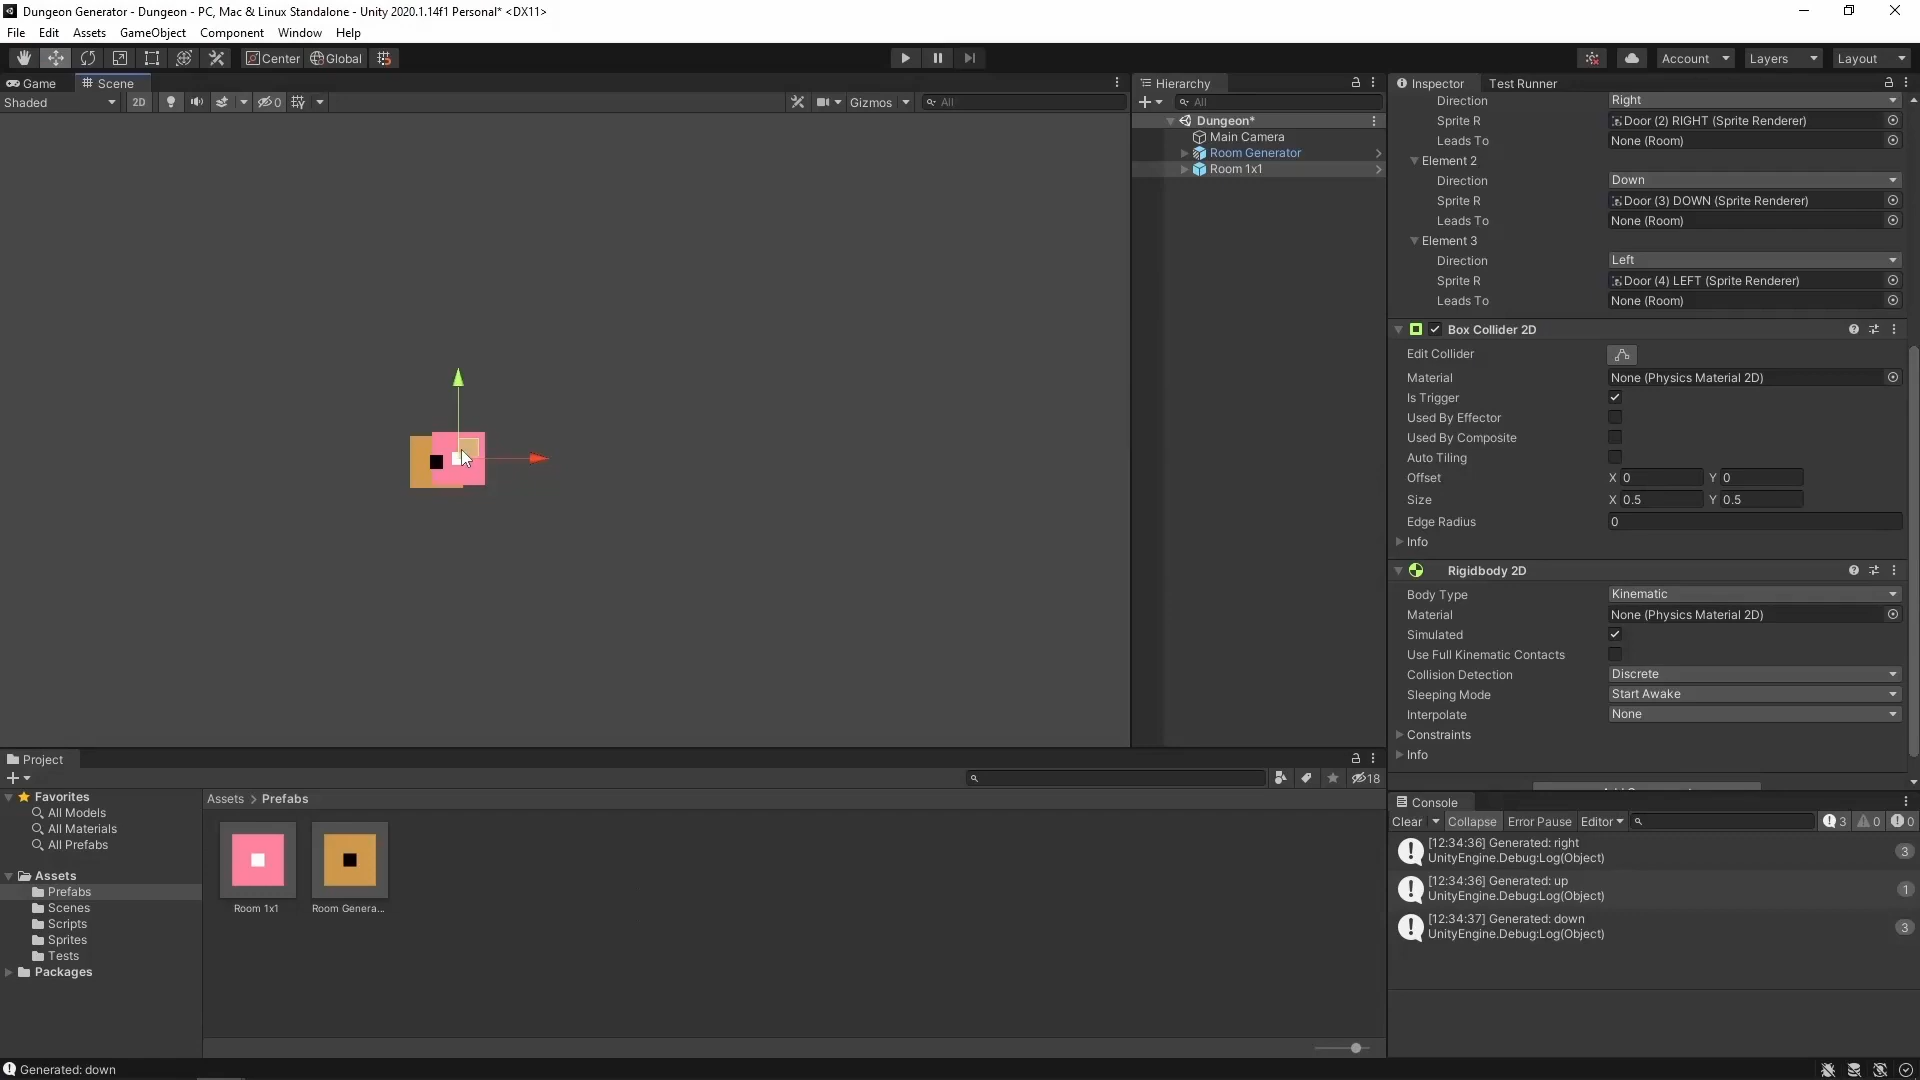 Dungeon Generator - Dungeon - PC, Mac & Linux Standalone - Unity 2020.1.14f1 Personal* <DX11>
File Edit Assets GameObject Component Window Help
Center Global Account Layers Layout
Game Scene
Shaded 2D 0 Gizmos All
Hierarchy
All
Dungeon*
Main Camera
Room Generator
Room 1x1
Inspector Test Runner
Direction Right
Sprite R Door (2) RIGHT (Sprite Renderer)
Leads To None (Room)
Element 2
Direction Down
Sprite R Door (3) DOWN (Sprite Renderer)
Leads To None (Room)
Element 3
Direction Left
Sprite R Door (4) LEFT (Sprite Renderer)
Leads To None (Room)
Box Collider 2D
Edit Collider
Material None (Physics Material 2D)
Is Trigger
Used By Effector
Used By Composite
Auto Tiling
Offset X 0 Y 0
Size X 0.5 Y 0.5
Edge Radius 0
Info
Rigidbody 2D
Body Type Kinematic
Material None (Physics Material 2D)
Simulated
Use Full Kinematic Contacts
Collision Detection Discrete
Sleeping Mode Start Awake
Interpolate None
Constraints
Info
Project
18
Favorites
All Models
All Materials
All Prefabs
Assets
Prefabs
Scenes
Scripts
Sprites
Tests
Packages
Assets > Prefabs
Room 1x1 Room Genera...
Console
Clear Collapse Error Pause Editor 3 0 0
[12:34:36] Generated: right
UnityEngine.Debug:Log(Object)
3
[12:34:36] Generated: up
UnityEngine.Debug:Log(Object)
1
[12:34:37] Generated: down
UnityEngine.Debug:Log(Object)
3
Generated: down